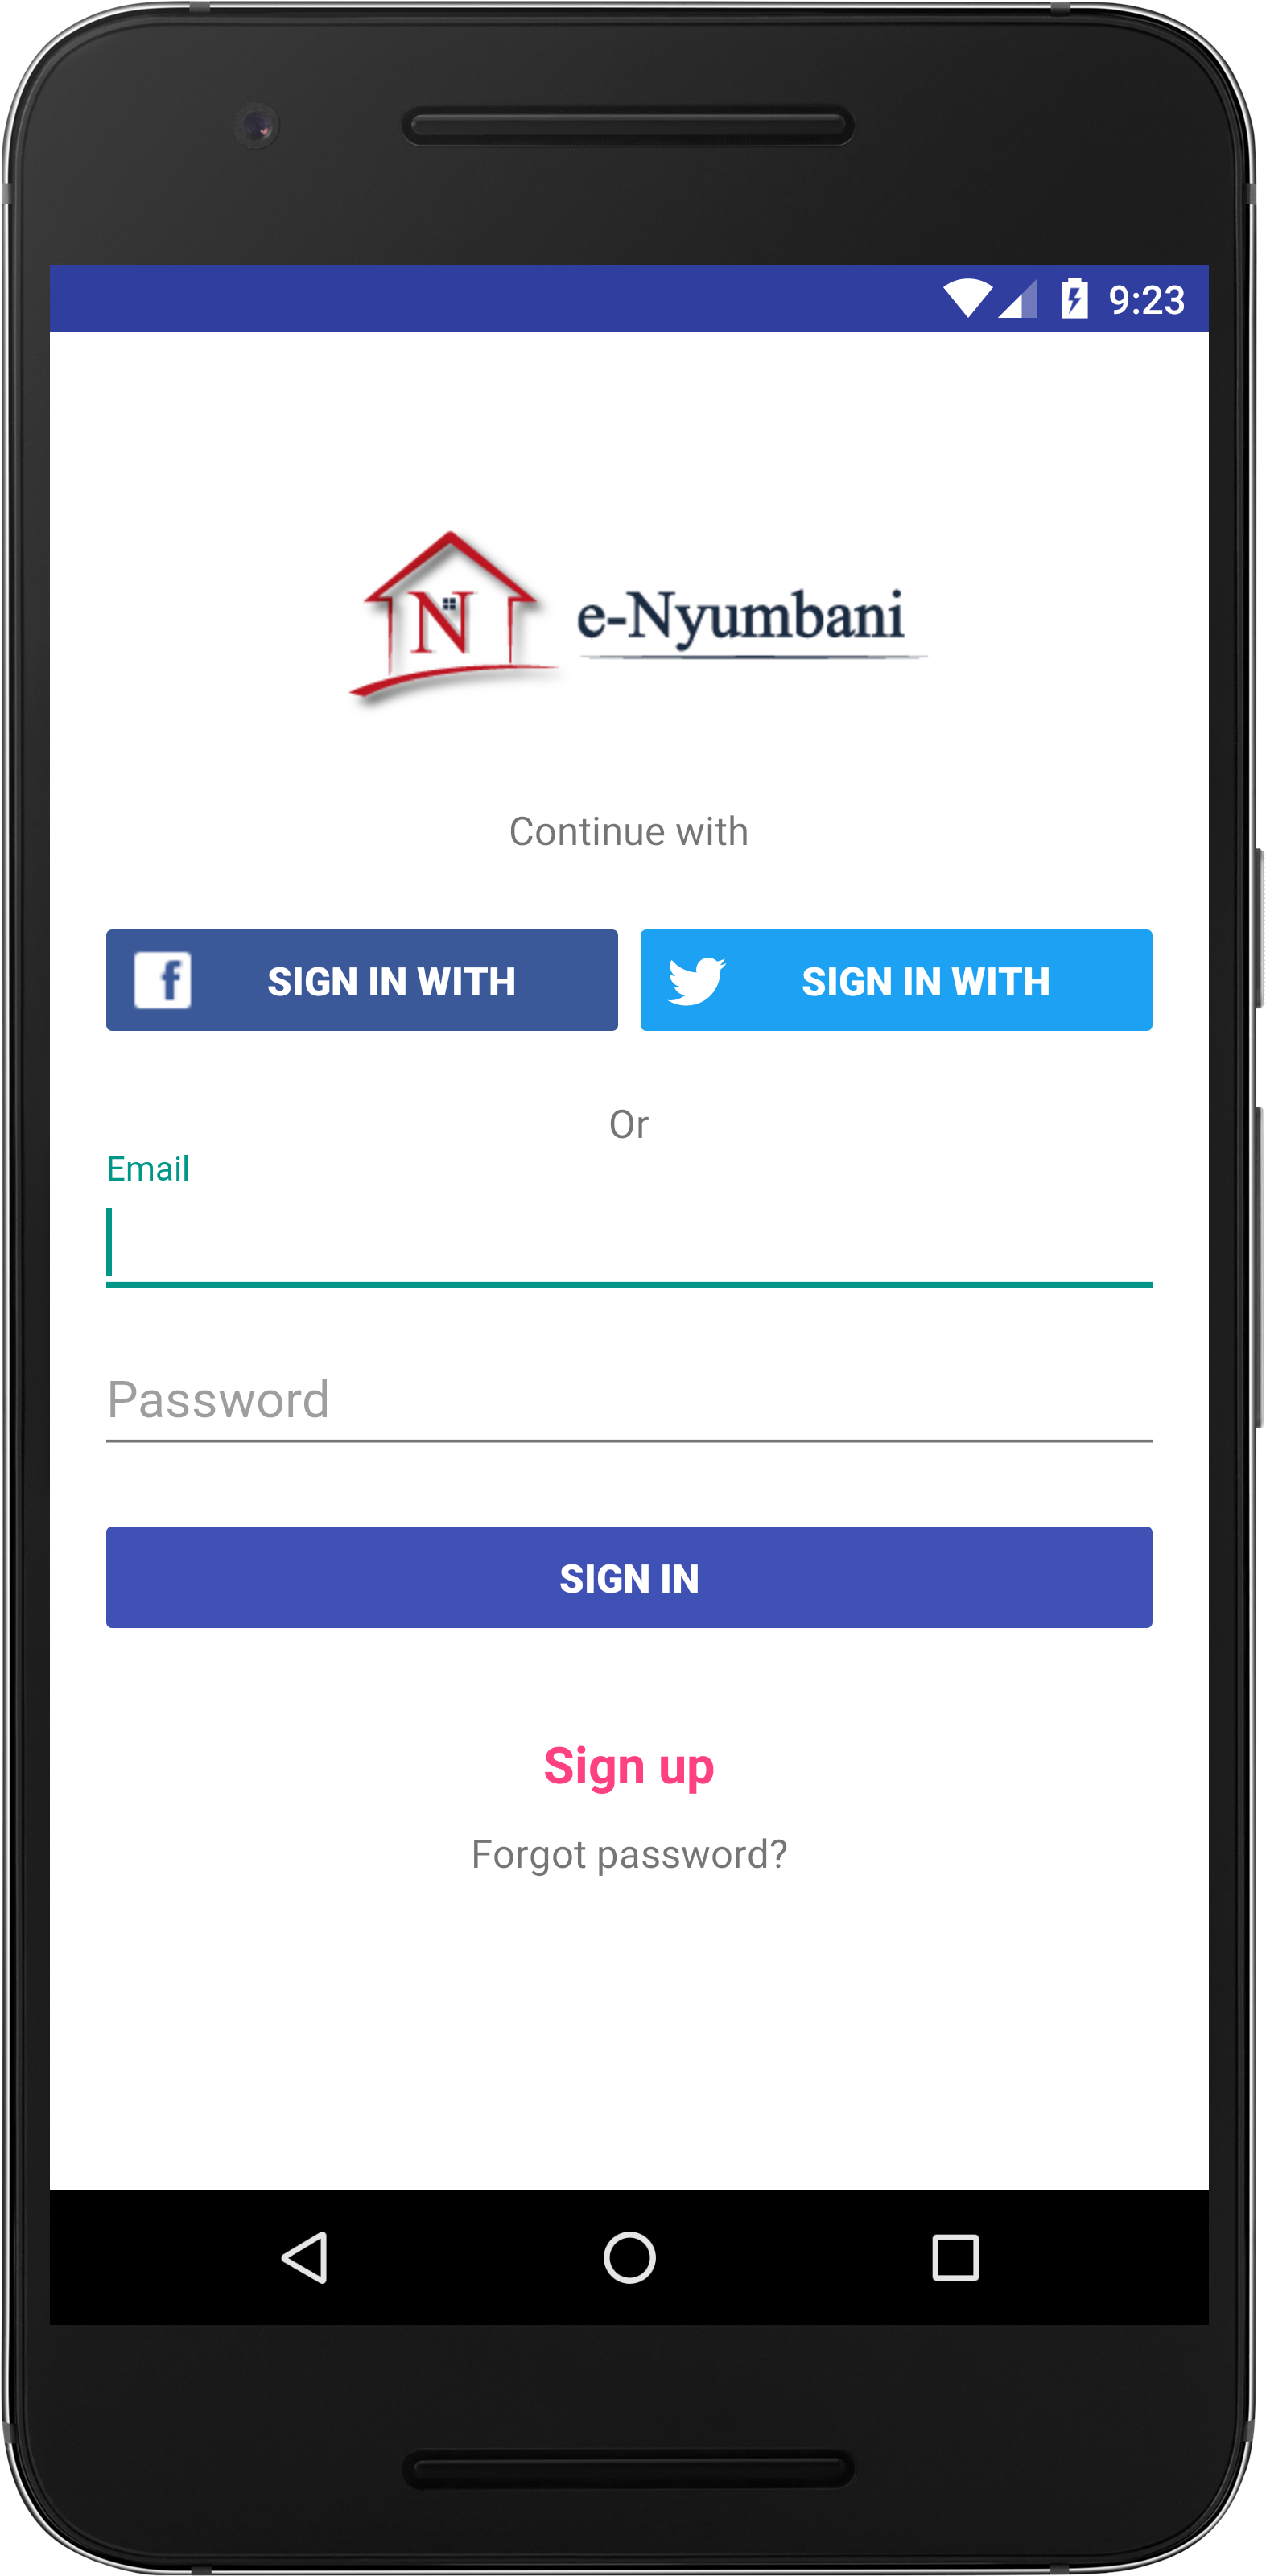 9:23
N
e-Nyumbani
Continue with
f SIGN IN WITH
SIGN IN WITH
Or
Email
Password
SIGN IN
Sign up
Forgot password?